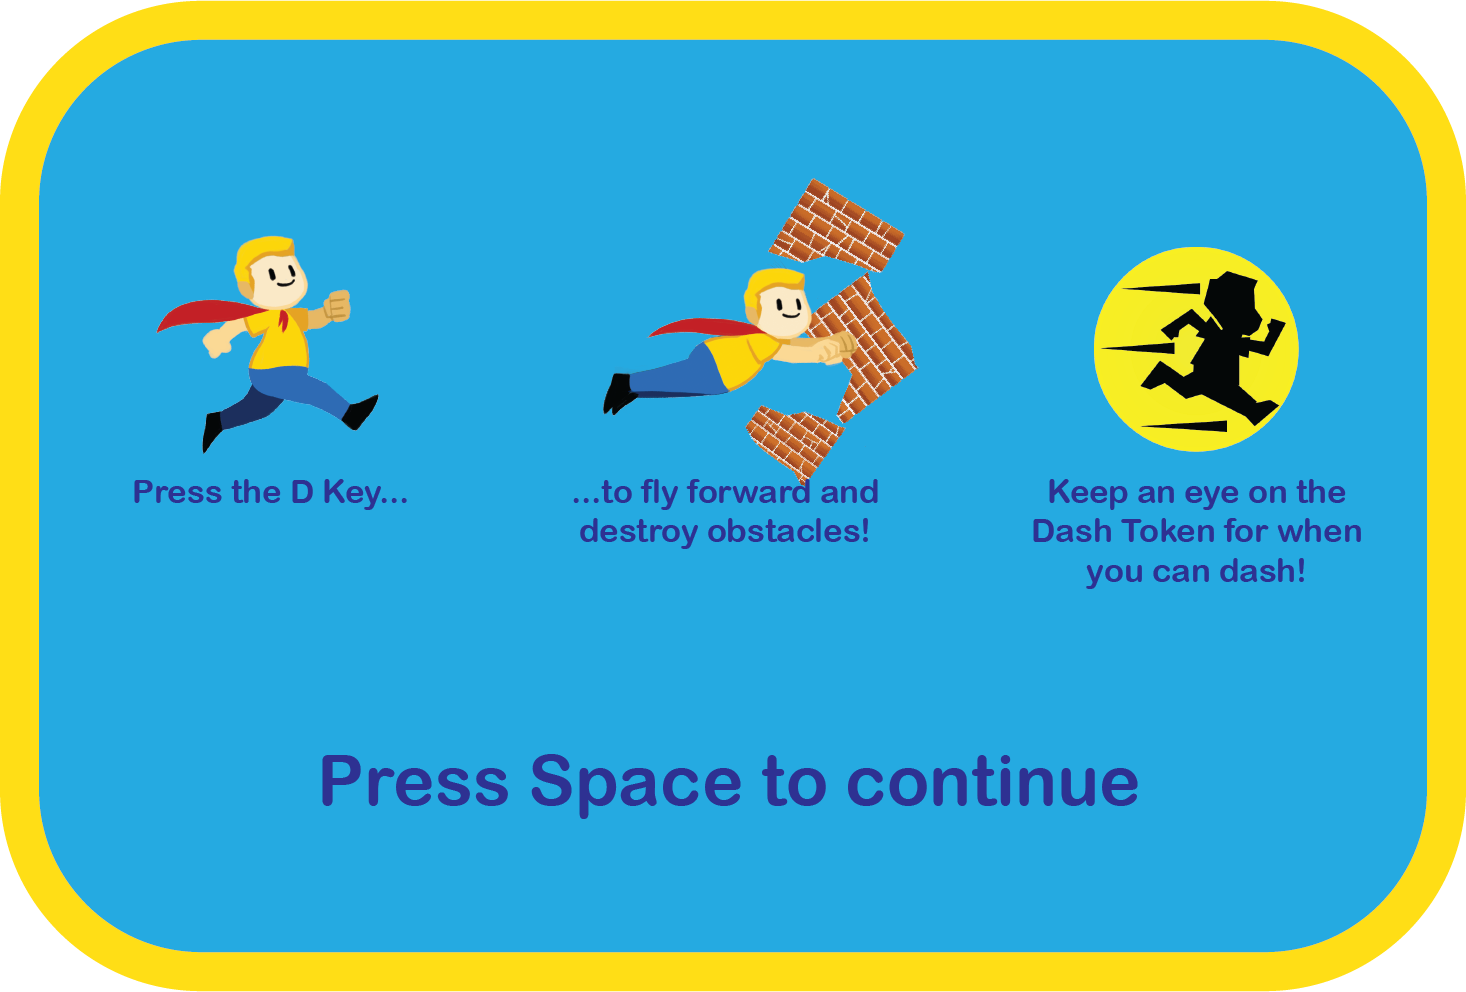 Press the D Key...
...to fly forward and
destroy obstacles!
Keep an eye on the
Dash Token for when
you can dash!
Press Space to continue